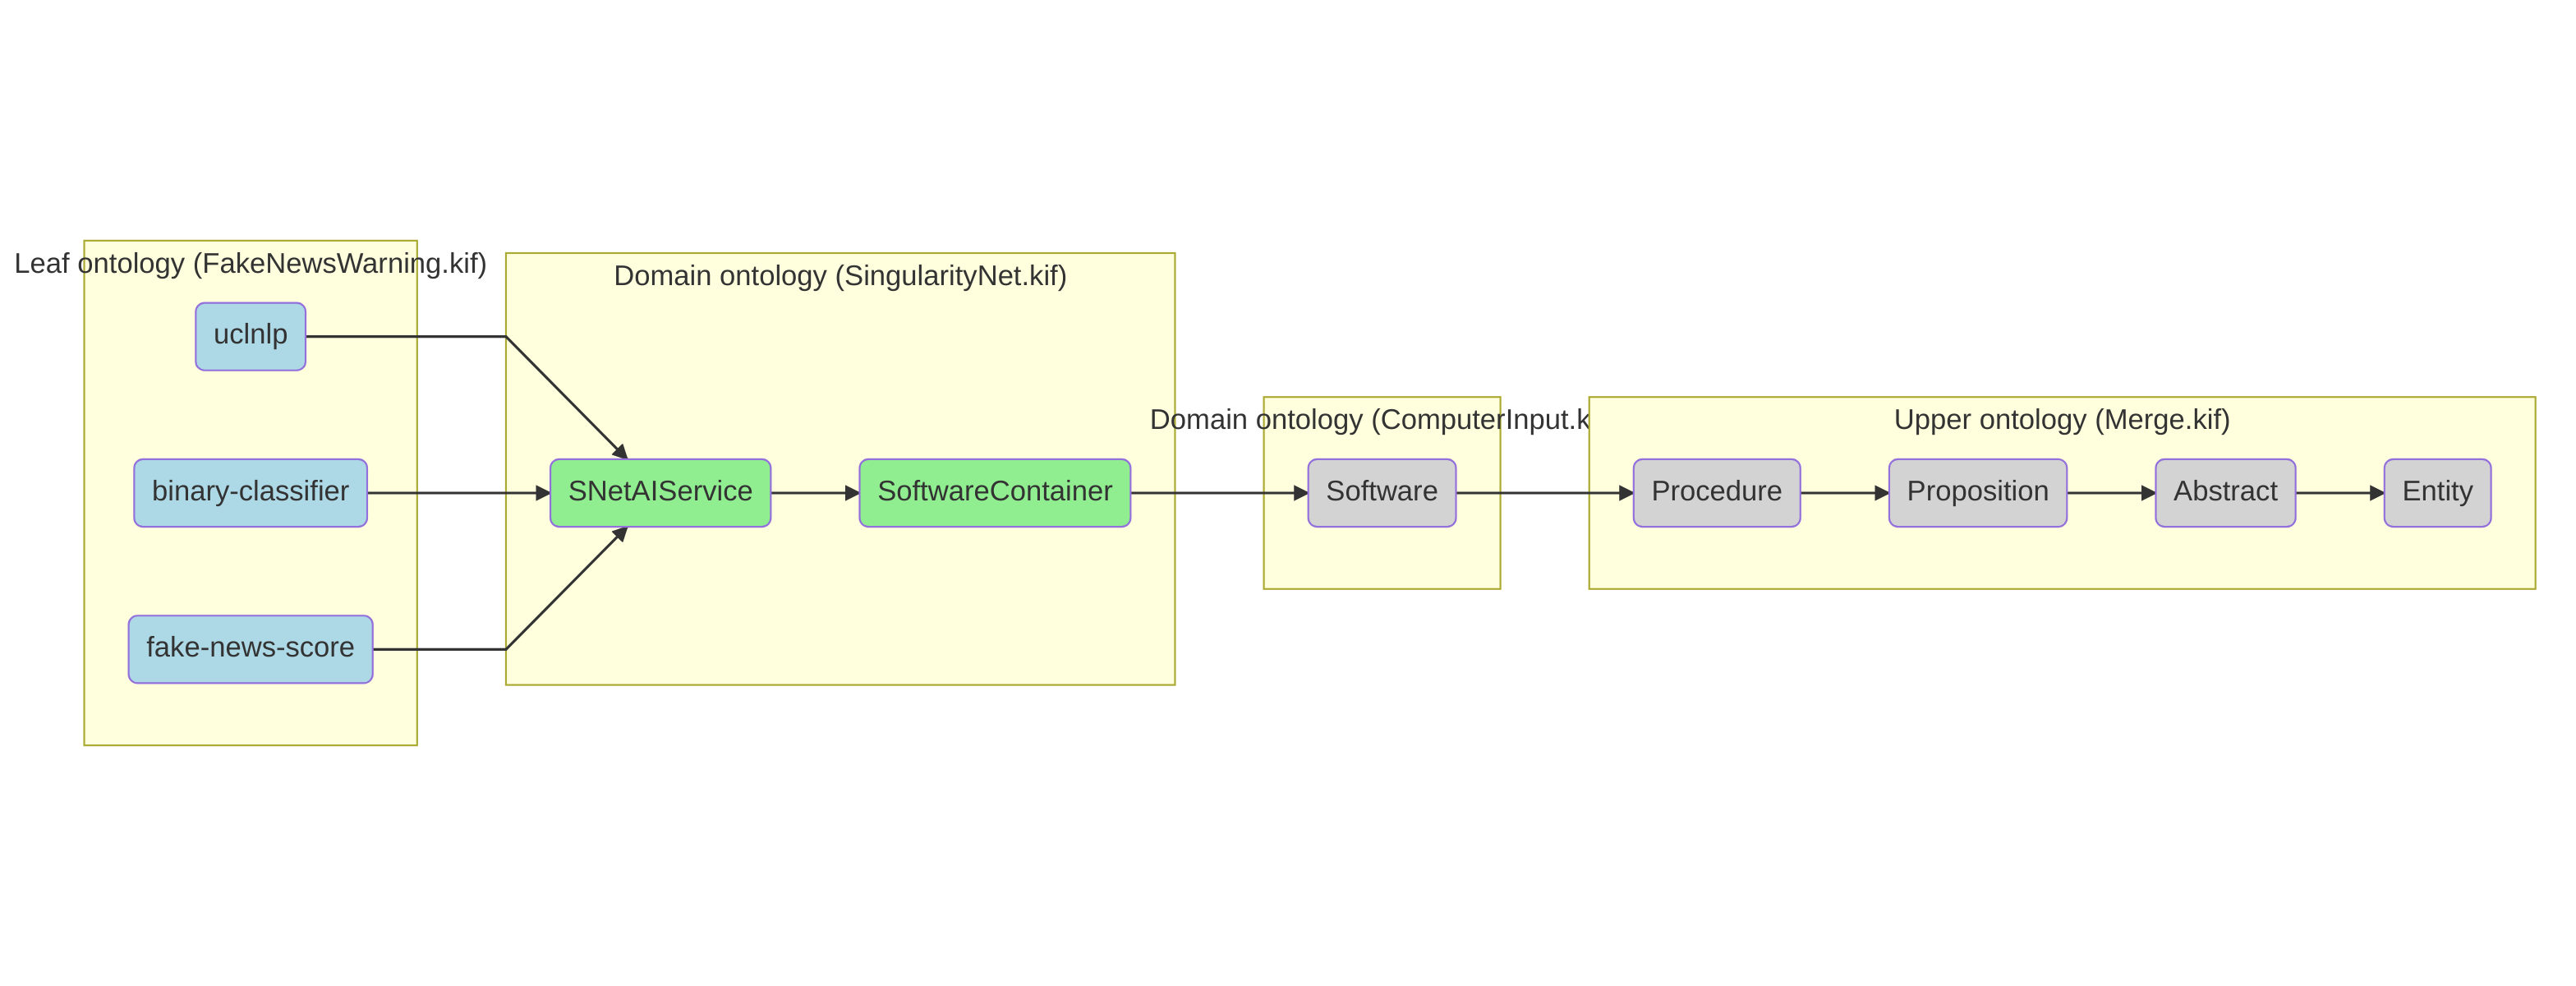 Leaf ontology (FakeNewsWarning.kif)
uclnlp
binary-classifier
fake-news-score
Domain ontology (SingularityNet.kif)
SNetAIService
SoftwareContainer
Domain ontology (ComputerInput.k
Software
Upper ontology (Merge.kif)
Procedure
Proposition
Abstract
Entity